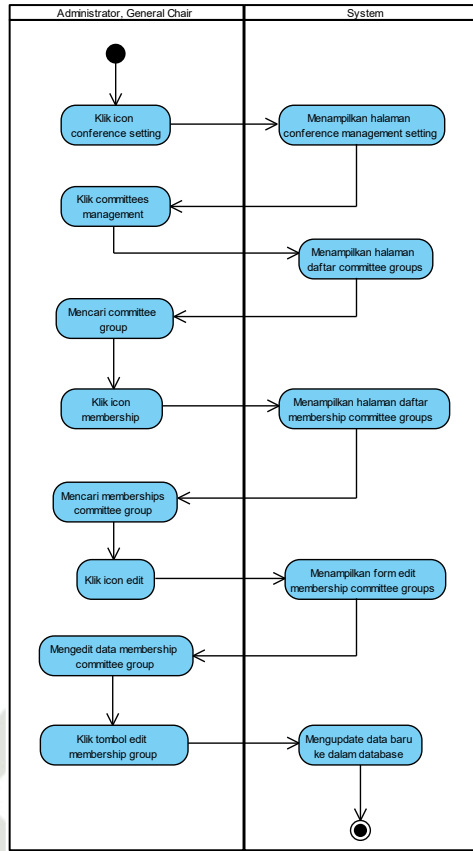 Administrator, General Chair
System
Klik icon
conference setting
Menampilkan halaman
conference management setting
Klik committees
management
Menampilkan halaman
daftar committee groups
Mencari committee
group
Klik icon
membership
Menampilkan halaman daftar
membership committee groups
Mencari memberships
committee group
Klik icon edit
Menampilkan form edit
membership committee groups
Mengedit data membership
committee group
Klik tombol edit
membership group
Mengupdate data baru
ke dalam database